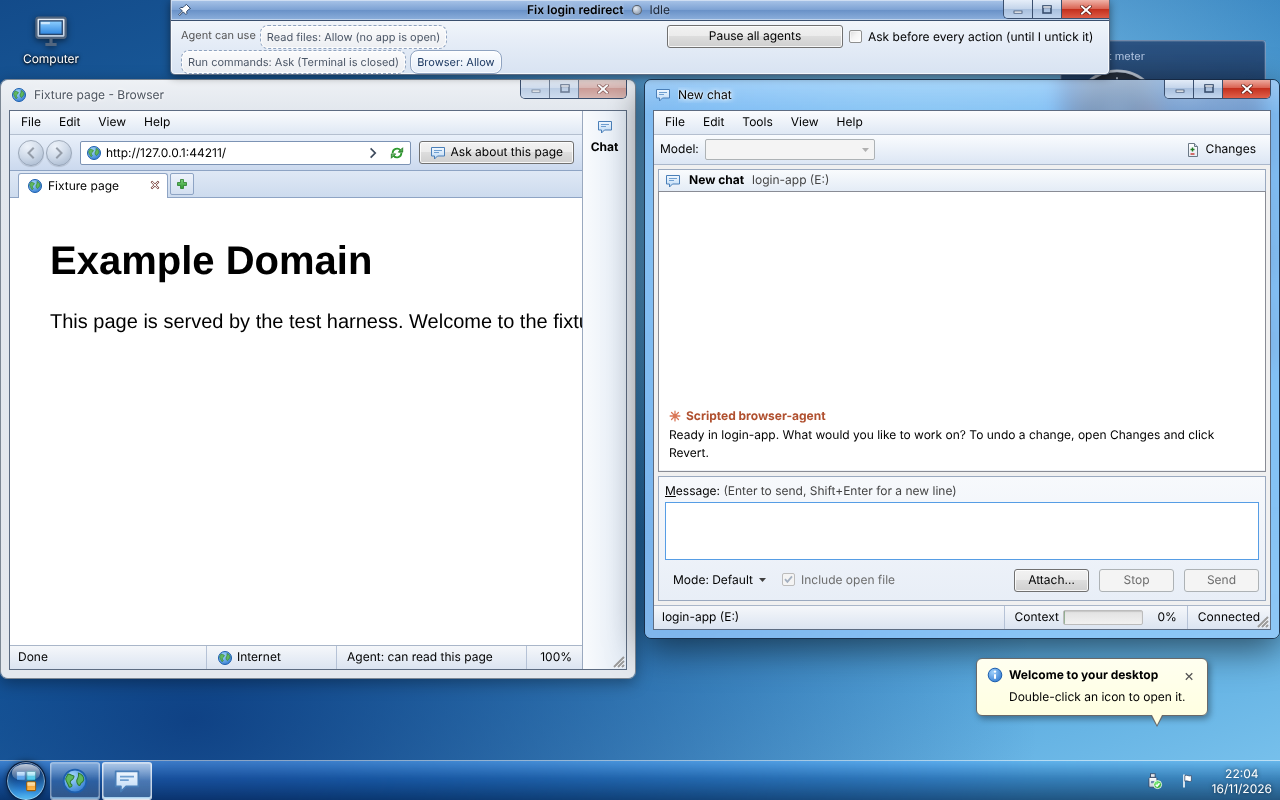 Computer
Fix login redirect Idle
Agent can use Read files: Allow (no app is open)
Run commands: Ask (Terminal is closed) Browser: Allow
Pause all agents Ask before every action (until I untick it)
meter
Fixture page - Browser
File Edit View Help
http://127.0.0.1:44211/ Ask about this page
Fixture page
Example Domain
This page is served by the test harness. Welcome to the
Chat
Done Internet Agent: can read this page 100%
New chat
File Edit Tools View Help
Model: Changes
New chat login-app (E:)
Scripted browser-agent
Ready in login-app. What would you like to work on? To undo a change, open Changes and click
Revert.
Message: (Enter to send, Shift+Enter for a new line)
Mode: Default Include open file Attach... Stop Send
login-app (E:) Context 0% Connected
Welcome to your desktop
Double-click an icon to open it.
22:04
16/11/2026